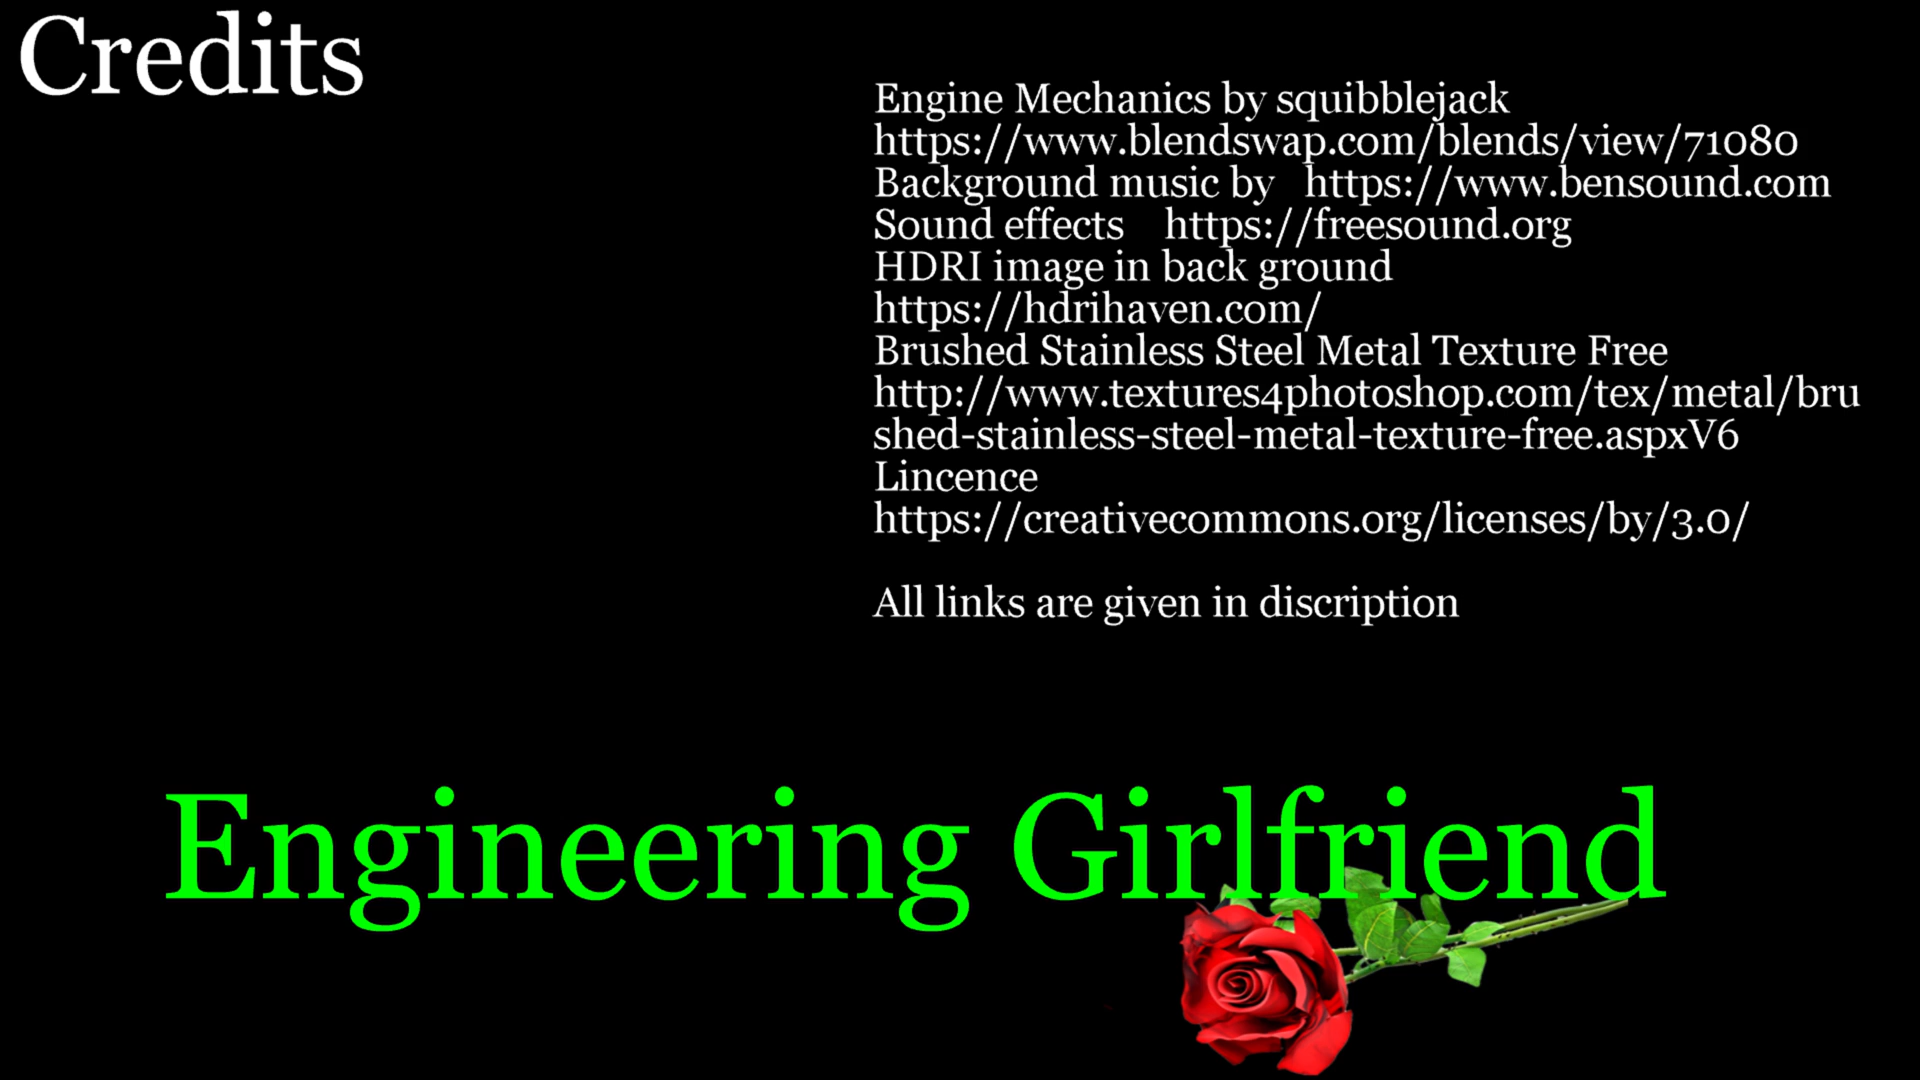 Credits
Engine Mechanics by squibblejack
https://www.blendswap.com/blends/view/71080
Background music by   https://www.bensound.com
Sound effects    https://freesound.org
HDRI image in back ground
https://hdrihaven.com/
Brushed Stainless Steel Metal Texture Free
http://www.textures4photoshop.com/tex/metal/bru
shed-stainless-steel-metal-texture-free.aspxV6
Lincence
https://creativecommons.org/licenses/by/3.0/
All links are given in discription
Engineering Girlfriend